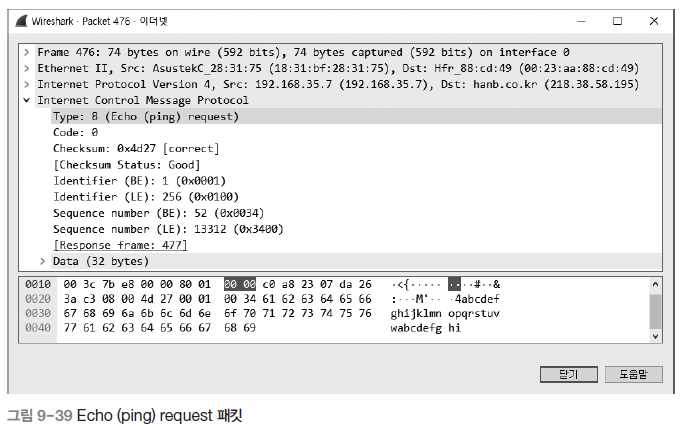 Wireshark · Packet 476 · 이더넷
Frame 476: 74 bytes on wire (592 bits), 74 bytes captured (592 bits) on interface 0
Ethernet II, Src: AsustekC_28:31:75 (18:31:bf:28:31:75), Dst: Hfr_88:cd:49 (00:23:aa:88:cd:49)
Internet Protocol Version 4, Src: 192.168.35.7 (192.168.35.7), Dst: hanb.co.kr (218.38.58.195)
Internet Control Message Protocol
Type: 8 (Echo (ping) request)
Code: 0
Checksum: 0x4d27 [correct]
[Checksum Status: Good]
Identifier (BE): 1 (0x0001)
Identifier (LE): 256 (0x0100)
Sequence number (BE): 52 (0x0034)
Sequence number (LE): 13312 (0x3400)
[Response frame: 477]
Data (32 bytes)
0010 00 3c 7b e8 00 00 80 01 00 00 c0 a8 23 07 da 26 ·<{····· ····#··&
0020 3a c3 08 00 4d 27 00 01 00 34 61 62 63 64 65 66 :···M'·· ·4abcdef
0030 67 68 69 6a 6b 6c 6d 6e 6f 70 71 72 73 74 75 76 ghijklmn opqrstuv
0040 77 61 62 63 64 65 66 67 68 69 wabcdefg hi
닫기 도움말
그림 9-39 Echo (ping) request 패킷